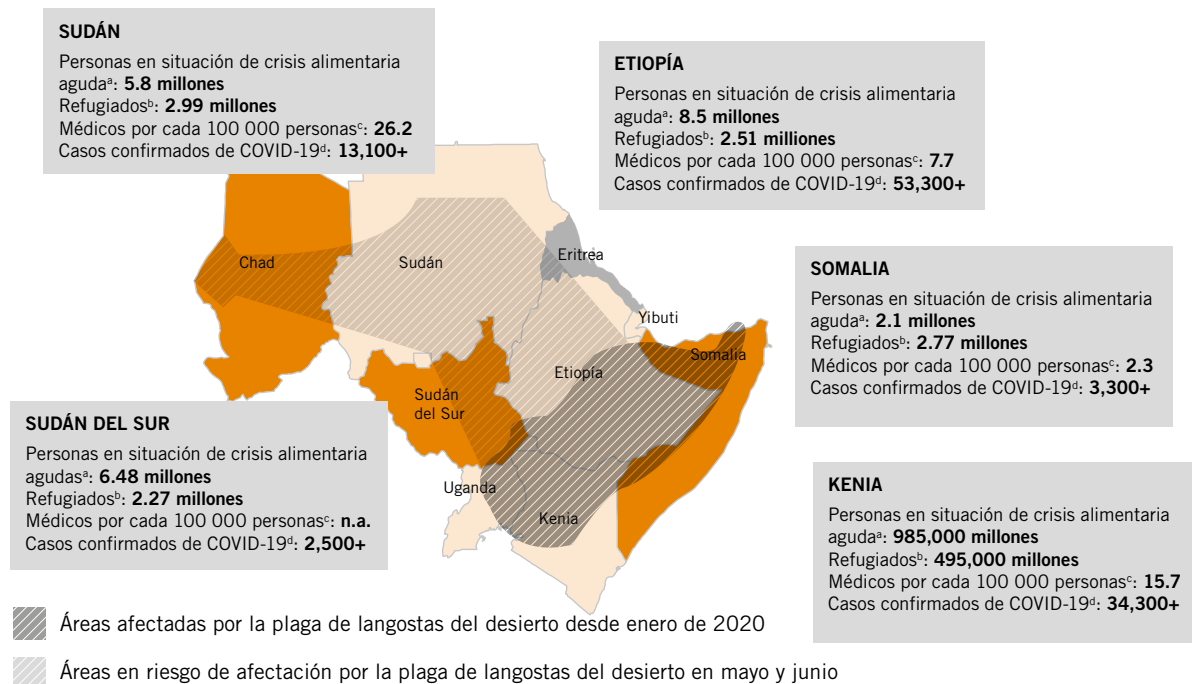 SUDÁN
Personas en situación de crisis alimentaria
agudaᵃ: 5.8 millones
Refugiadosᵇ: 2.99 millones
Médicos por cada 100 000 personasᶜ: 26.2
Casos confirmados de COVID-19ᵈ: 13,100+
ETIOPÍA
Personas en situación de crisis alimentaria
agudaᵃ: 8.5 millones
Refugiadosᵇ: 2.51 milliones
Médicos por cada 100 000 personasᶜ: 7.7
Casos confirmados de COVID-19ᵈ: 53,300+
Chad
Sudán
Eritrea
Yibuti
Somalia
Etiopía
Sudán
del Sur
Uganda
Kenia
SOMALIA
Personas en situación de crisis alimentaria
agudaᵃ: 2.1 millones
Refugiadosᵇ: 2.77 millones
Médicos por cada 100 000 personasᶜ: 2.3
Casos confirmados de COVID-19ᵈ: 3,300+
SUDÁN DEL SUR
Personas en situación de crisis alimentaria
agudasᵃ: 6.48 millones
Refugiadosᵇ: 2.27 millones
Médicos por cada 100 000 personasᶜ: n.a.
Casos confirmados de COVID-19ᵈ: 2,500+
KENIA
Personas en situación de crisis alimentaria
agudaᵃ: 985,000 millones
Refugiadosᵇ: 495,000 millones
Médicos por cada 100 000 personasᶜ: 15.7
Casos confirmados de COVID-19ᵈ: 34,300+
Áreas afectadas por la plaga de langostas del desierto desde enero de 2020
Áreas en riesgo de afectación por la plaga de langostas del desierto en mayo y junio